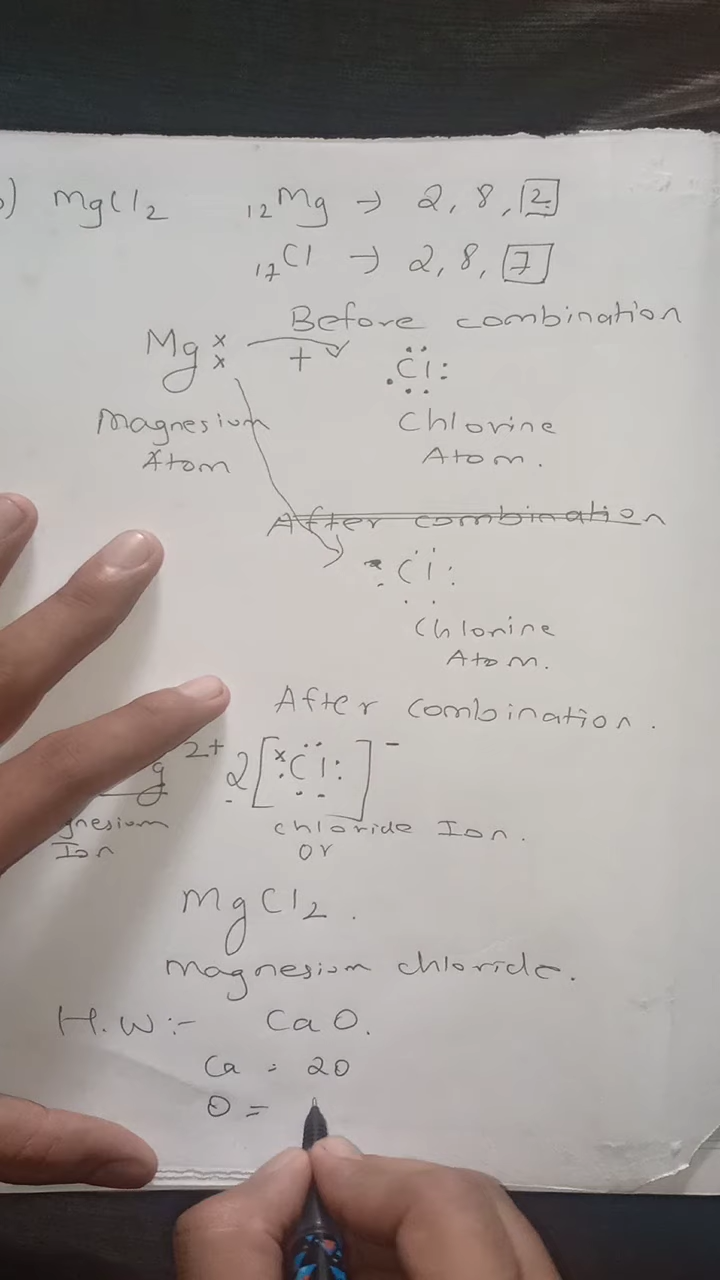 ) MgCl2 12Mg → 2, 8, 2
17Cl → 2, 8, 7
Before combination
Mg + Cl
Magnesium Chlorine
Atom Atom.
After combination
Cl
Chlorine
Atom.
After combination.
g 2+ 2[Cl]-
gnesium chloride Ion.
Ion or
MgCl2.
Magnesium chloride.
H.W:- CaO.
Ca = 20
O =